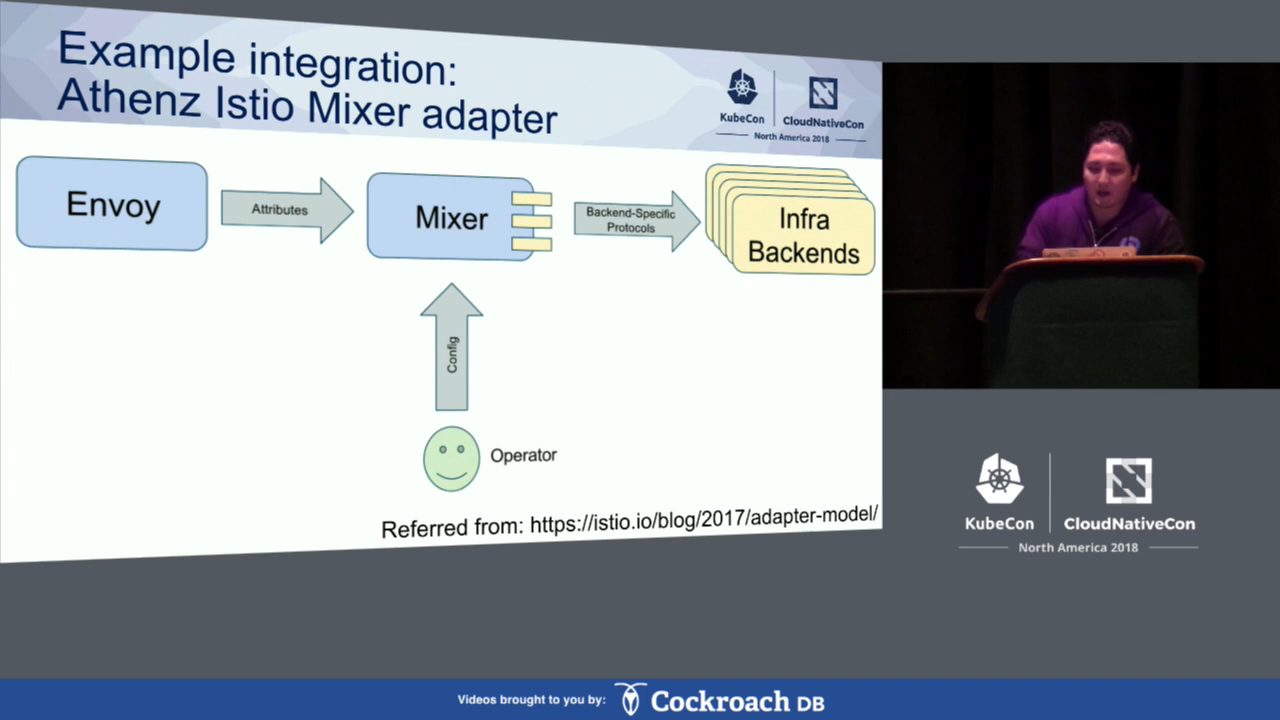 Example integration:
Athenz Istio Mixer adapter
KubeCon
CloudNativeCon
North America 2018
Envoy
Attributes
Mixer
Backend-Specific
Protocols
Infra
Backends
Config
Operator
Referred from: https://istio.io/blog/2017/adapter-model/
KubeCon
CloudNativeCon
North America 2018
Videos brought to you by:
Cockroach DB